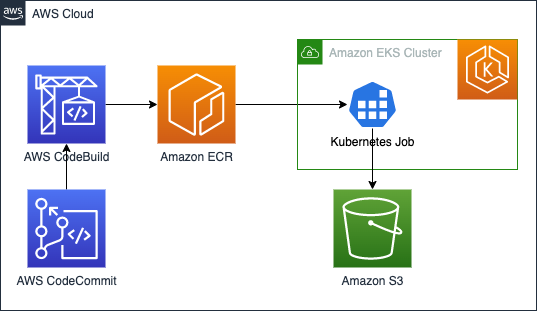 aws
AWS Cloud
Amazon EKS Cluster
K
AWS CodeBuild
Amazon ECR
Kubernetes Job
AWS CodeCommit
Amazon S3